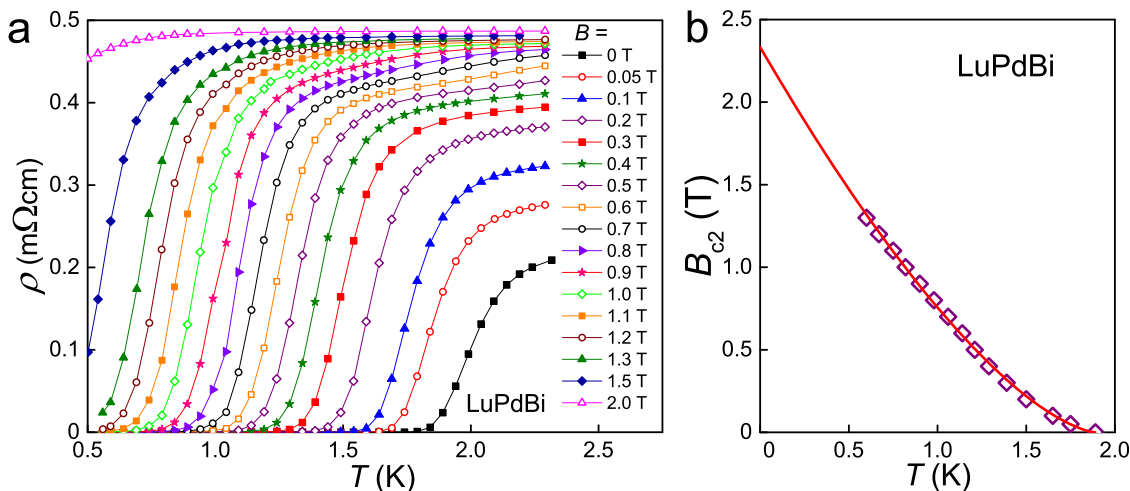 a
B =
0 T
0.05 T
0.1 T
0.2 T
0.3 T
0.4 T
0.5 T
0.6 T
0.7 T
0.8 T
0.9 T
1.0 T
1.1 T
1.2 T
1.3 T
1.5 T
2.0 T
0.5
0.4
0.3
0.2
0.1
0
ρ (mΩcm)
LuPdBi
0.5 1.0 1.5 2.0 2.5
T (K)
b
LuPdBi
2.5
2.0
1.5
1.0
0.5
0.0
Bc2 (T)
0 0.5 1.0 1.5 2.0
T (K)